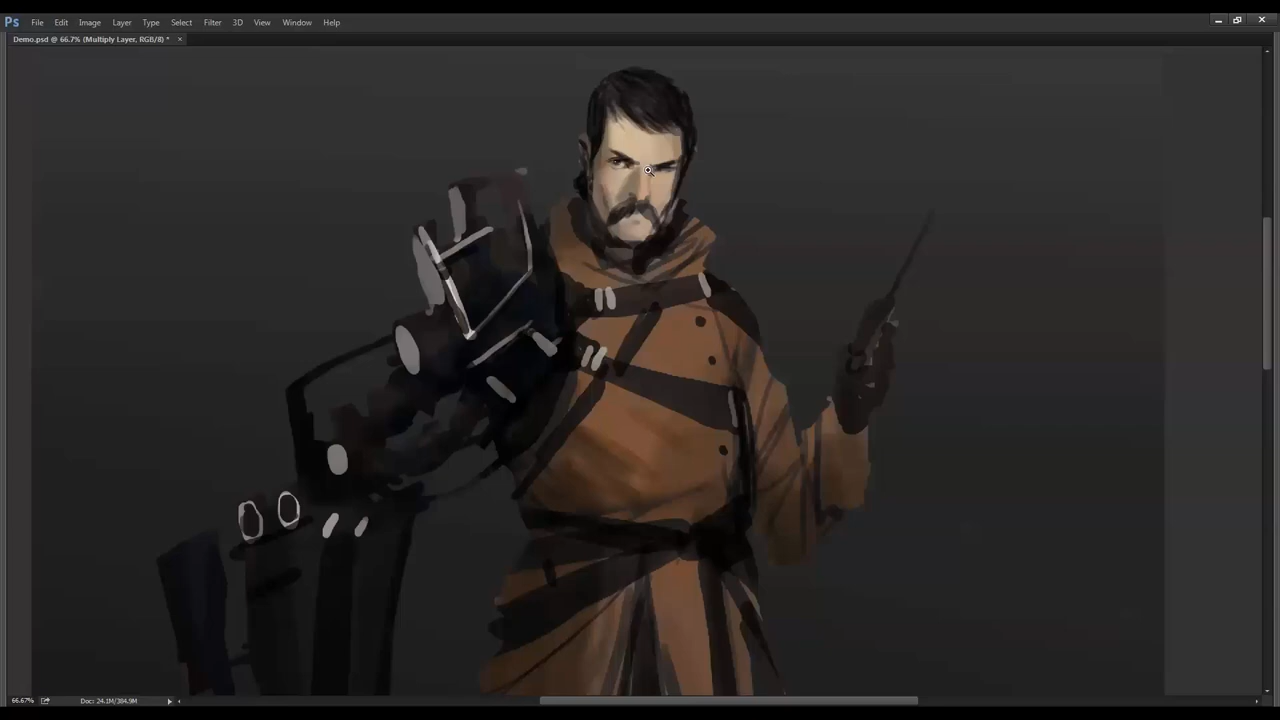 Ps File Edit Image Layer Type Select Filter 3D View Window Help
Demo.psd @ 66.7% (Multiply Layer, RGB/8) * ×
66.67% Doc: 24.1M/384.9M